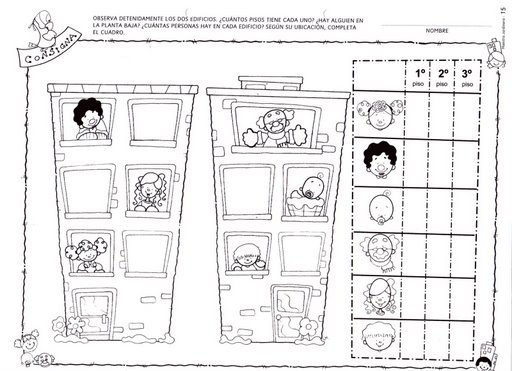 OBSERVA DETENIDAMENTE LOS DOS EDIFICIOS. ¿CUÁNTOS PISOS TIENE CADA UNO? ¿HAY ALGUIEN EN
LA PLANTA BAJA? ¿CUÁNTAS PERSONAS HAY EN CADA EDIFICIO? SEGÚN SU UBICACIÓN, COMPLETA
EL CUADRO.
NOMBRE
CONSIGNA
15
1º 2º 3º
piso piso piso